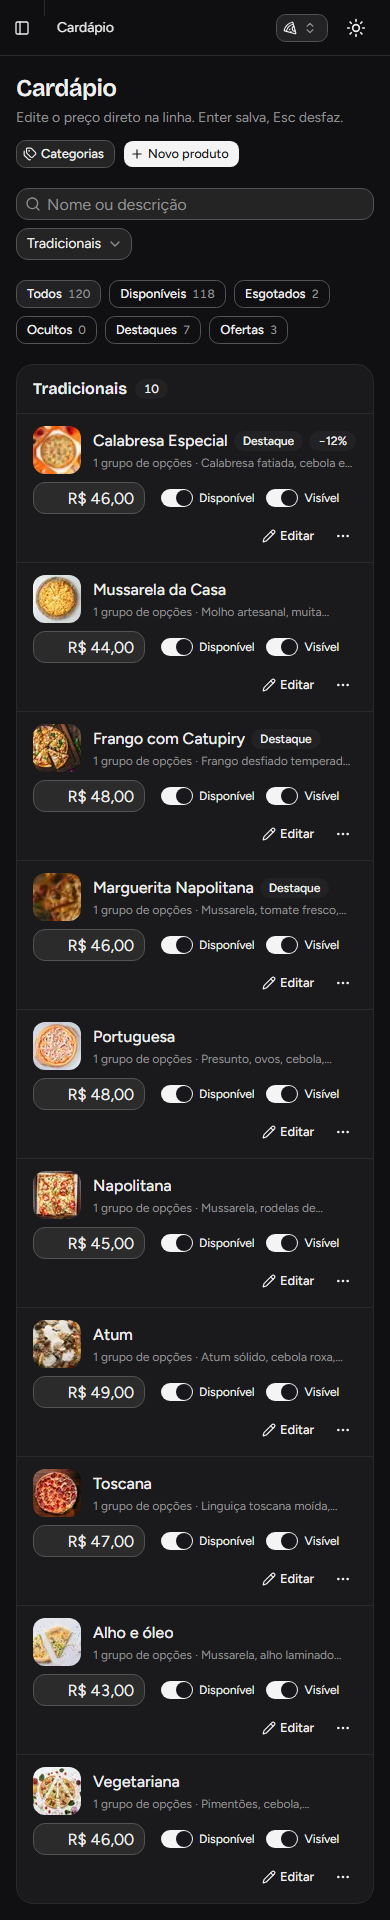 Cardápio
Cardápio
Edite o preço direto na linha. Enter salva, Esc desfaz.
Categorias
Novo produto
Nome ou descrição
Tradicionais
Todos 120
Disponíveis 118
Esgotados 2
Ocultos 0
Destaques 7
Ofertas 3
Tradicionais 10
Calabresa Especial Destaque −12%
1 grupo de opções · Calabresa fatiada, cebola e...
R$ 46,00 Disponível Visível
Editar
Mussarela da Casa
1 grupo de opções · Molho artesanal, muita...
R$ 44,00 Disponível Visível
Editar
Frango com Catupiry Destaque
1 grupo de opções · Frango desfiado temperad...
R$ 48,00 Disponível Visível
Editar
Marguerita Napolitana Destaque
1 grupo de opções · Mussarela, tomate fresco,...
R$ 46,00 Disponível Visível
Editar
Portuguesa
1 grupo de opções · Presunto, ovos, cebola,...
R$ 48,00 Disponível Visível
Editar
Napolitana
1 grupo de opções · Mussarela, rodelas de...
R$ 45,00 Disponível Visível
Editar
Atum
1 grupo de opções · Atum sólido, cebola roxa,...
R$ 49,00 Disponível Visível
Editar
Toscana
1 grupo de opções · Linguiça toscana moída,...
R$ 47,00 Disponível Visível
Editar
Alho e óleo
1 grupo de opções · Mussarela, alho laminado...
R$ 43,00 Disponível Visível
Editar
Vegetariana
1 grupo de opções · Pimentões, cebola,...
R$ 46,00 Disponível Visível
Editar